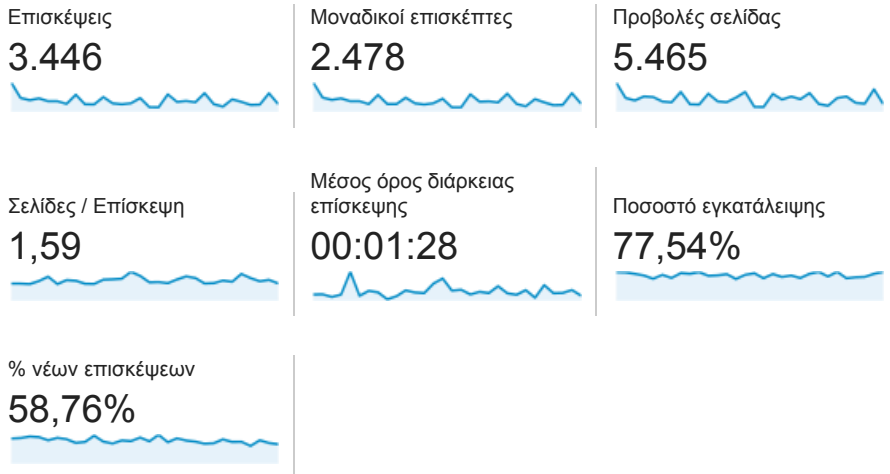 Επισκέψεις
3.446
Μοναδικοί επισκέπτες
2.478
Προβολές σελίδας
5.465
Σελίδες / Επίσκεψη
1,59
Μέσος όρος διάρκειας
επίσκεψης
00:01:28
Ποσοστό εγκατάλειψης
77,54%
% νέων επισκέψεων
58,76%